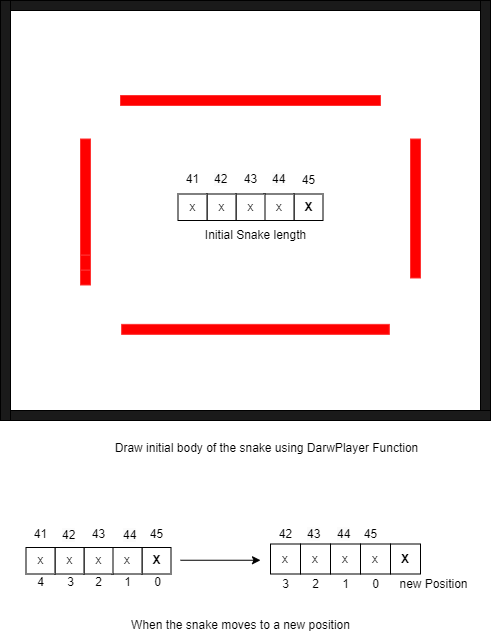 41 42 43 44 45
x x x x X
Initial Snake length
Draw initial body of the snake using DarwPlayer Function
41 42 43 44 45 42 43 44 45
x x x x X x x x x X
4 3 2 1 0 3 2 1 0 new Position
When the snake moves to a new position